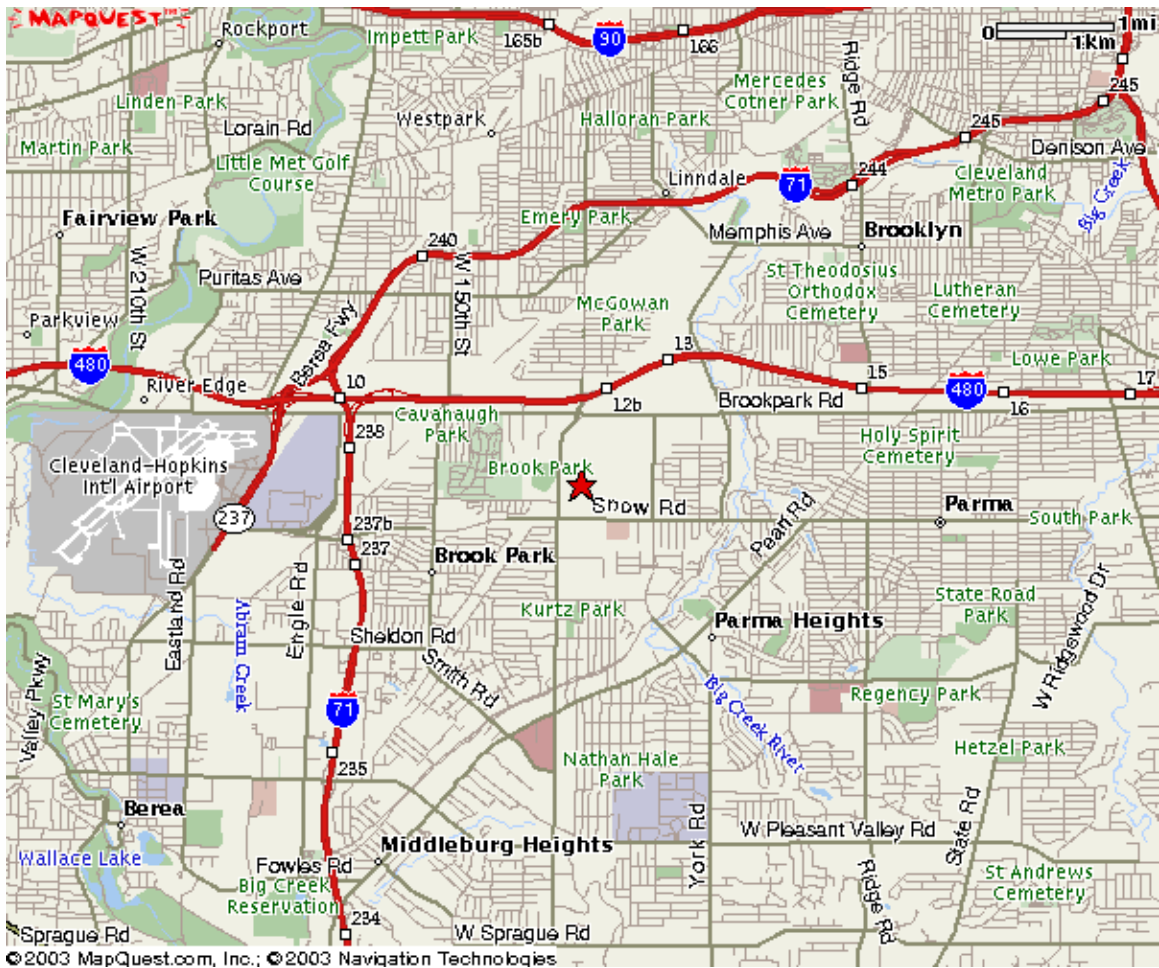 MAPQUEST
Rockport
Impett Park
165b
90
166
0
1mi
1km
Mercedes
Cotner Park
Ridge Rd
245
Linden Park
Westpark
Halloran Park
245
Lorain Rd
Martin Park
Denison Ave
Little Met Golf
Course
Linndale
71
244
Cleveland
Metro Park
Big Creek
Fairview Park
Emery Park
Memphis Ave
Brooklyn
240
W 210th St
Puritas Ave
W 150th St
St Theodosius
Orthodox
Cemetery
Lutheran
Cemetery
McGowan
Park
Parkview
Berea Fwy
13
Lowe Park
480
River Edge
10
12b
15
Brookpark Rd
480
16
17
Cavanaugh
Park
238
Holy Spirit
Cemetery
Cleveland-Hopkins
Int'l Airport
Brook Park
Snow Rd
Pearl Rd
Parma
South Park
237
237b
237
Brook Park
Eastland Rd
Engle Rd
Abram Creek
Kurtz Park
State Road
Park
W Ridgewood Dr
Sheldon Rd
Parma Heights
Smith Rd
Valley Pkwy
St Mary's
Cemetery
71
Big Creek River
Regency Park
Nathan Hale
Park
Hetzel Park
235
Berea
York Rd
W Pleasant Valley Rd
State Rd
Middleburg Heights
Wallace Lake
Fowles Rd
Big Creek
Reservation
St Andrews
Cemetery
Ridge Rd
234
Sprague Rd
W Sprague Rd
©2003 MapQuest.com, Inc.; ©2003 Navigation Technologies